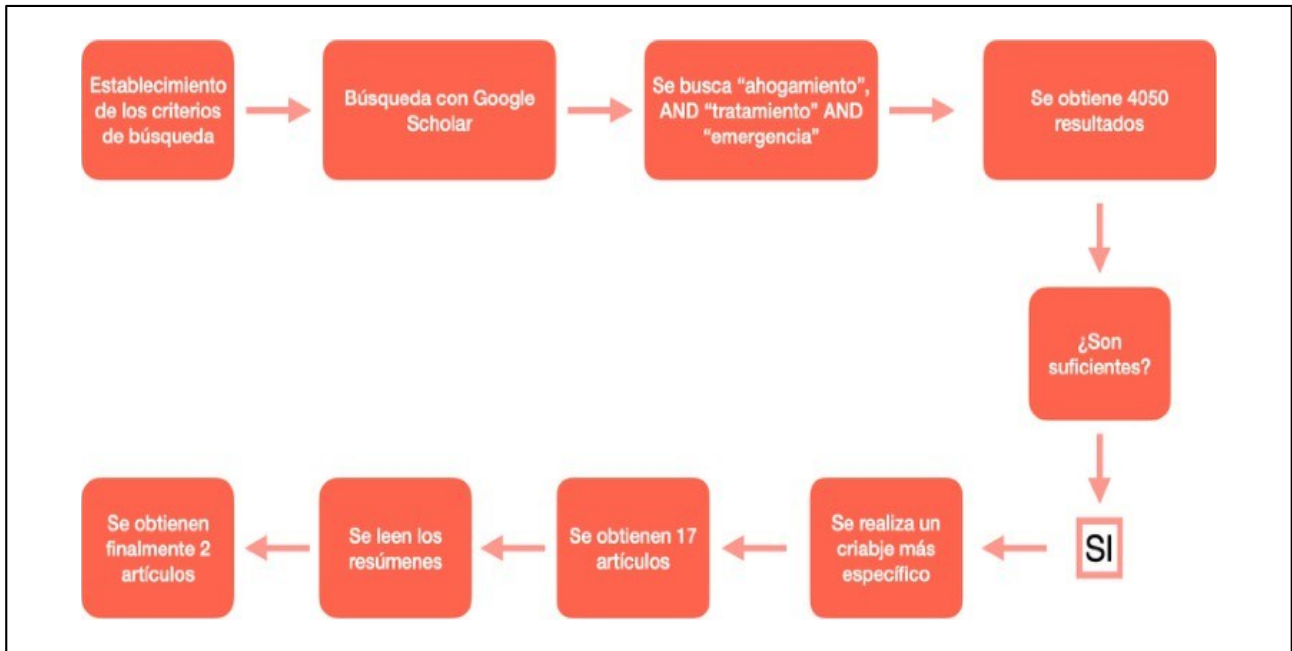 Establecimiento
de los criterios
de búsqueda
Búsqueda con Google
Scholar
Se busca “ahogamiento”,
AND “tratamiento” AND
“emergencia”
Se obtiene 4050
resultados
¿Son
suficientes?
SI
Se realiza un
criabje más
específico
Se obtienen 17
artículos
Se leen los
resúmenes
Se obtienen
finalmente 2
artículos